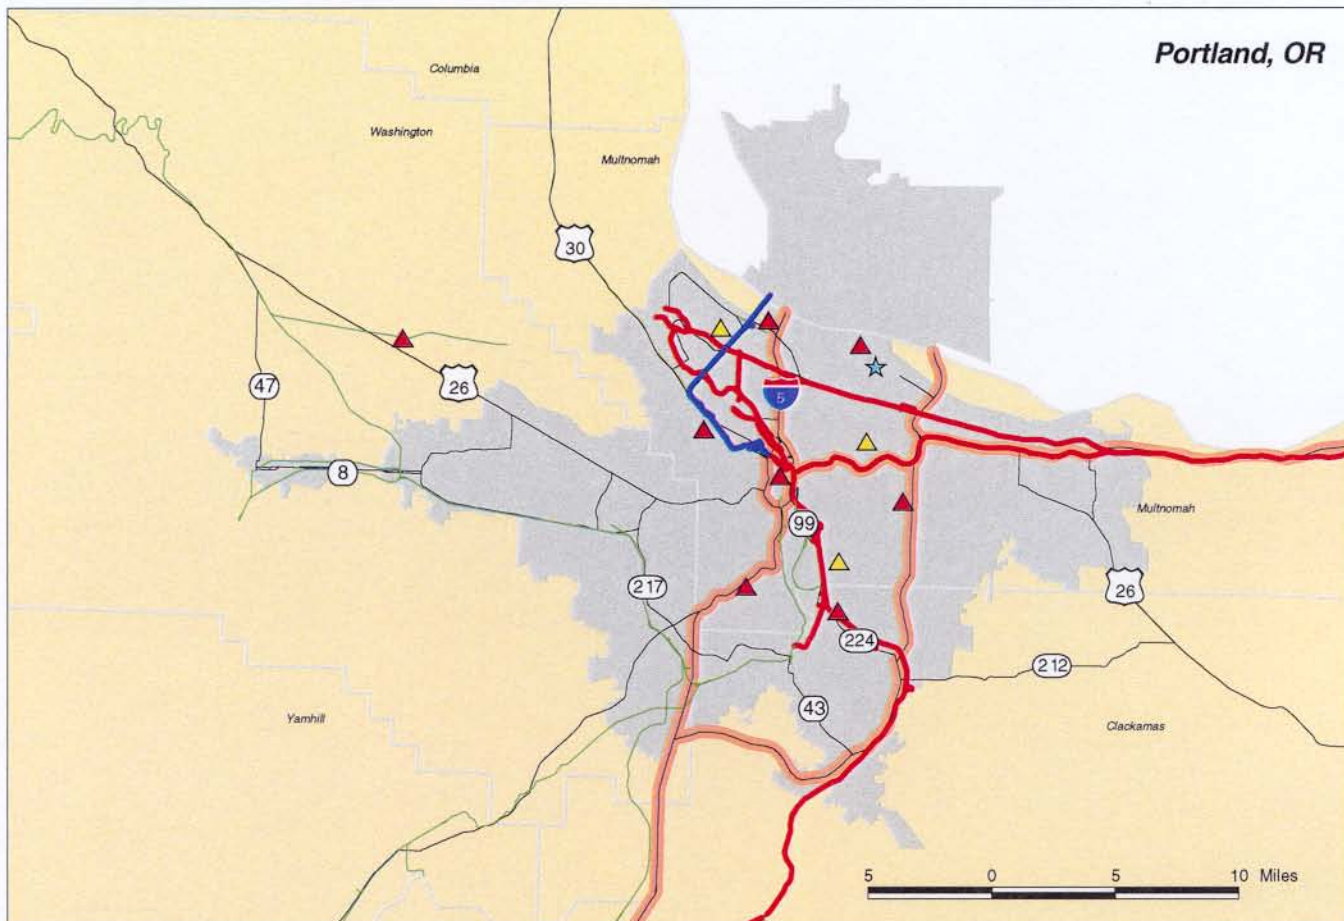 Portland, OR
Columbia
Washington
Multnomah
30
47
26
5
8
99
Multnomah
217
26
224
212
43
Yamhill
Clackamas
5 0 5 10 Miles